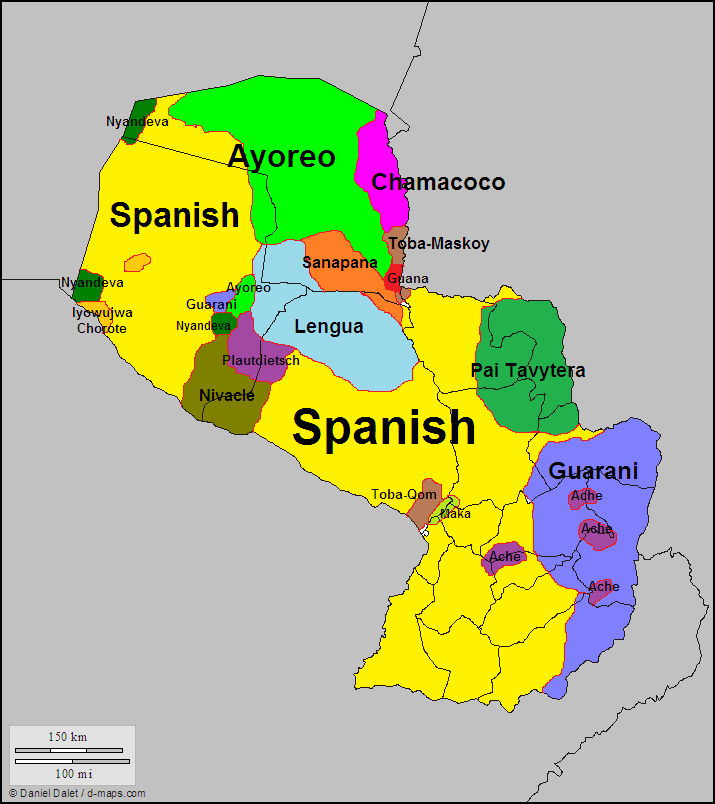 Nyandeva
Ayoreo
Chamacoco
Spanish
Toba-Maskoy
Sanapana
Guana
Nyandeva
Ayoreo
Guarani
Iyowujwa
Chorote
Nyandeva
Lengua
Plautdietsch
Pai Tavytera
Nivacle
Spanish
Guarani
Toba-Qom
Ache
Maka
Ache
Ache
Ache
150 km
100 mi
© Daniel Dalet / d-maps.com